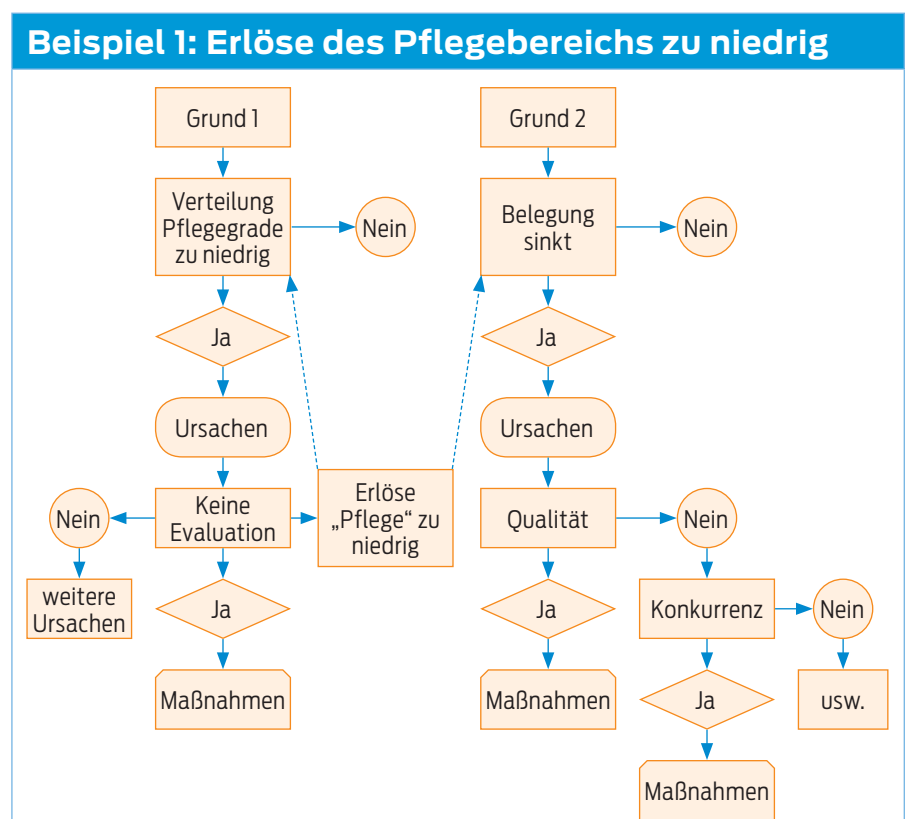 Beispiel 1: Erlöse des Pflegebereichs zu niedrig
Grund 1
Grund 2
Verteilung
Pflegegrade
zu niedrig
Nein
Belegung
sinkt
Nein
Ja
Ja
Ursachen
Ursachen
Nein
Keine
Evaluation
Erlöse
„Pflege“ zu
niedrig
Qualität
Nein
weitere
Ursachen
Ja
Ja
Konkurrenz
Nein
Maßnahmen
Maßnahmen
Ja
usw.
Maßnahmen